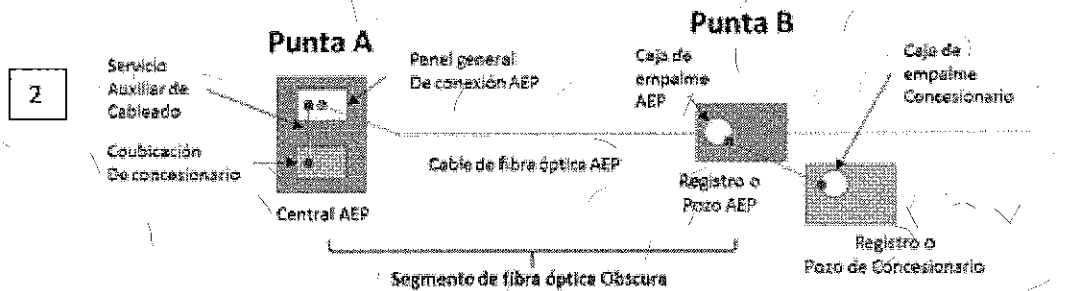 2
Punta A
Punta B
Servicio
Auxiliar de
Cableado
Panel general
De conexión AEP
Caja de
empalme
AEP
Caja de
empalme
Concesionario
Coubicación
De concesionario
Cable de fibra óptica AEP
Central AEP
Registro o
Pozo AEP
Registro o
Pozo de Concesionario
Segmento de fibra óptica Obscura